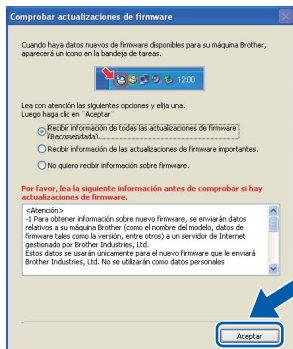 Comprobar actualizaciones de firmware
Cuando haya datos nuevos de firmware disponibles para su máquina Brother,
aparecerá un icono en la bandeja de tareas.
1200
Lea con atención las siguientes opciones y elija una.
Luego haga clic en "Aceptar"
Recibir información de todas las actualizaciones de firmware
(Recomendada)
Recibir información de las actualizaciones de firmware importantes.
No quiero recibir información sobre firmware.
Por favor, lea la siguiente información antes de comprobar si hay
actualizaciones de firmware.
<Atención>
-1 Para obtener información sobre nuevo firmware, se enviarán datos
relativos a su máquina Brother (como el nombre del modelo, datos de
firmware tales como la versión, entre otros) a un servidor de Internet
gestionado por Brother Industries, Ltd.
Estos datos se usarán únicamente para el nuevo firmware que le enviará
Brother Industries, Ltd. No se utilizarán como datos personales
Aceptar